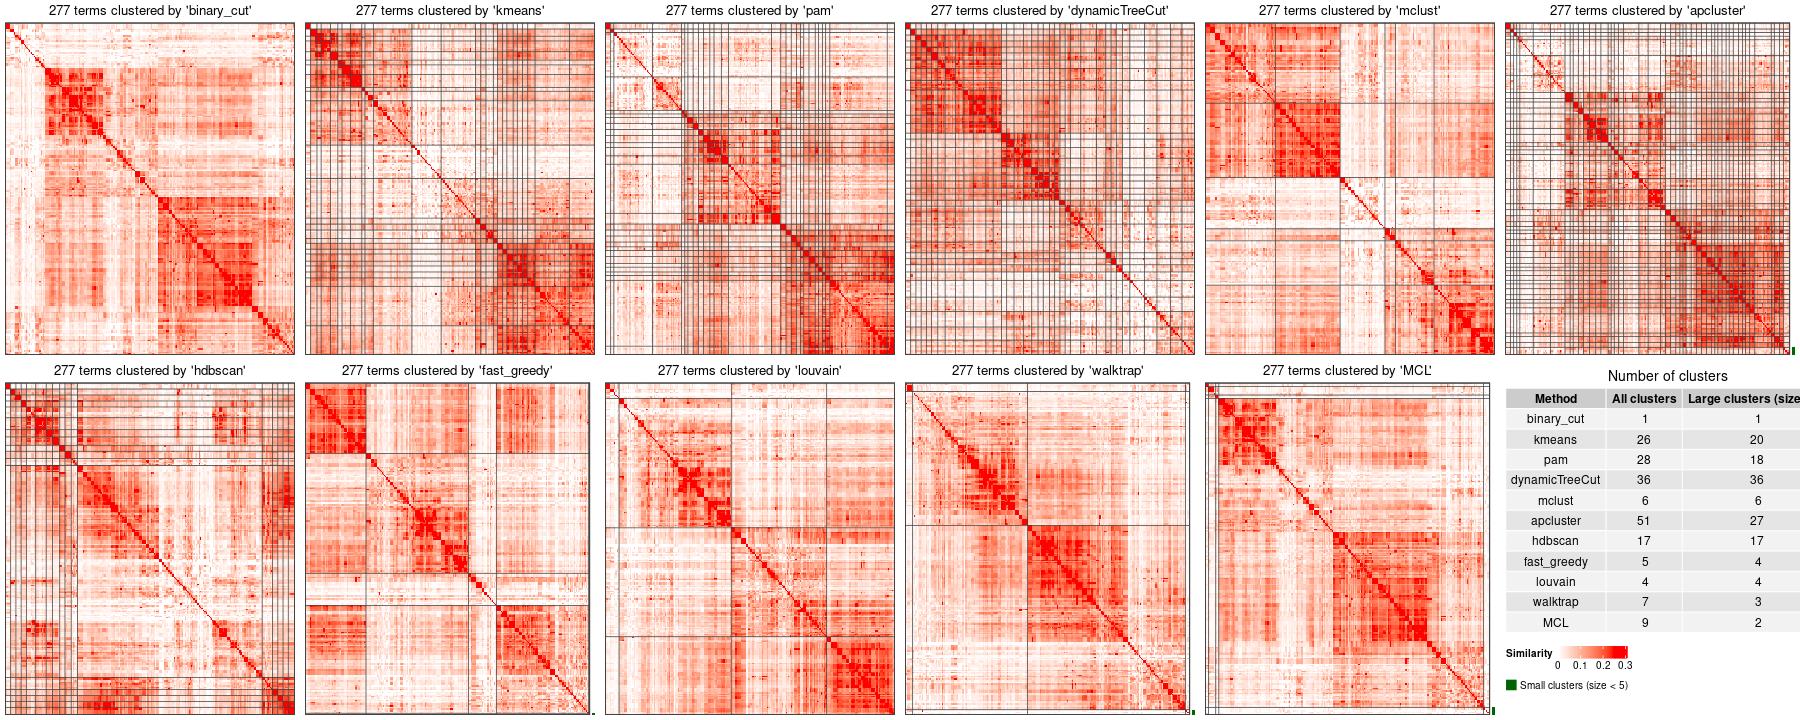 277 terms clustered by 'binary_cut'
277 terms clustered by 'kmeans'
277 terms clustered by 'pam'
277 terms clustered by 'dynamicTreeCut'
277 terms clustered by 'mclust'
277 terms clustered by 'apcluster'
277 terms clustered by 'hdbscan'
277 terms clustered by 'fast_greedy'
277 terms clustered by 'louvain'
277 terms clustered by 'walktrap'
277 terms clustered by 'MCL'
Number of clusters
Method All clusters Large clusters (size
binary_cut 1 1
kmeans 26 20
pam 28 18
dynamicTreeCut 36 36
mclust 6 6
apcluster 51 27
hdbscan 17 17
fast_greedy 5 4
louvain 4 4
walktrap 7 3
MCL 9 2
Similarity
0 0.1 0.2 0.3
Small clusters (size < 5)